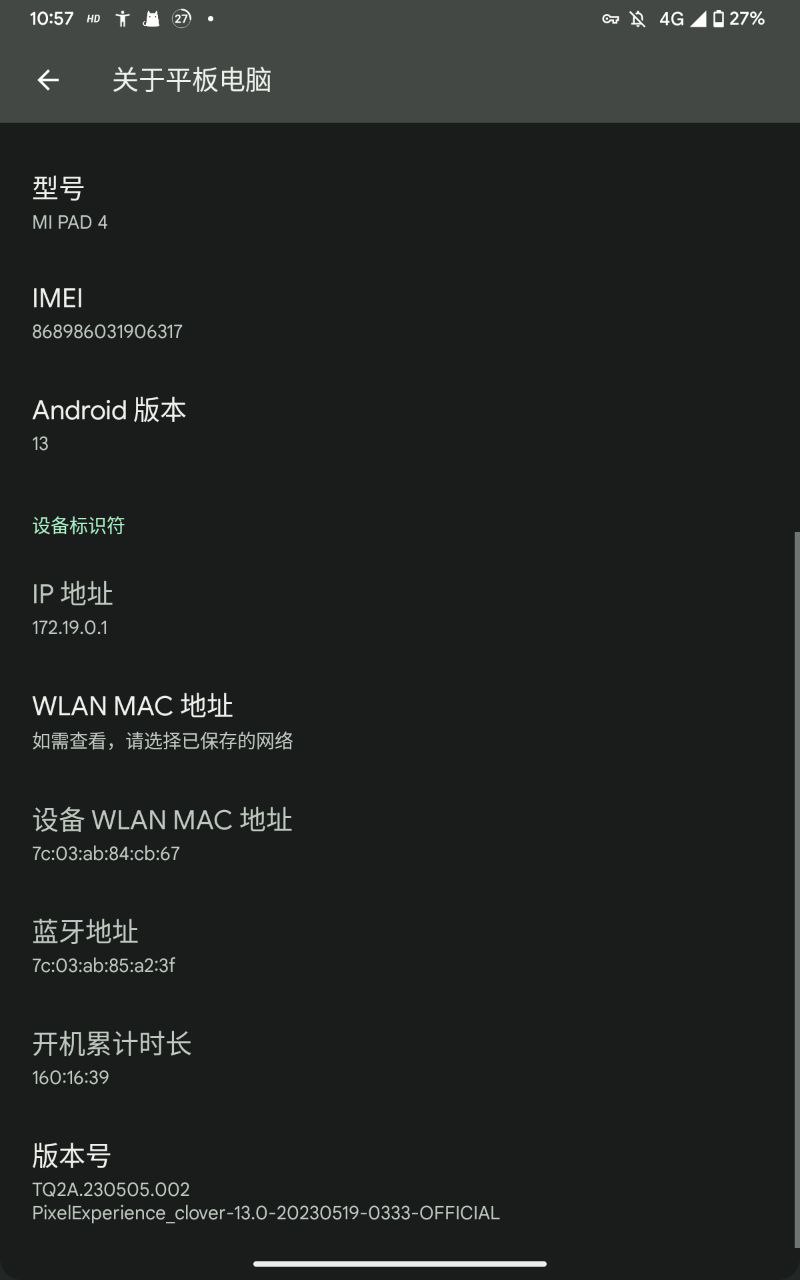 10:57 HD 27 4G 27%
关于平板电脑
型号
MI PAD 4
IMEI
868986031906317
Android 版本
13
设备标识符
IP 地址
172.19.0.1
WLAN MAC 地址
如需查看，请选择已保存的网络
设备 WLAN MAC 地址
7c:03:ab:84:cb:67
蓝牙地址
7c:03:ab:85:a2:3f
开机累计时长
160:16:39
版本号
TQ2A.230505.002
PixelExperience_clover-13.0-20230519-0333-OFFICIAL